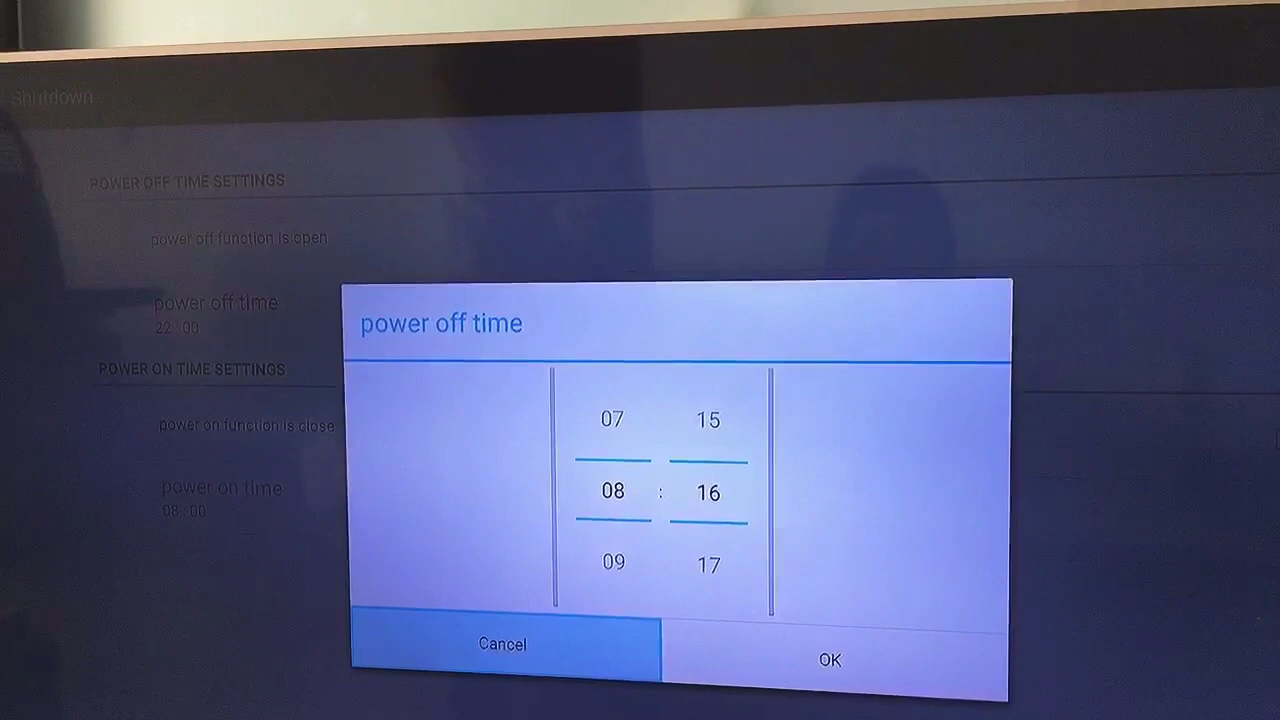 Shutdown
POWER OFF TIME SETTINGS
power off function is open
power off time
22 : 00
POWER ON TIME SETTINGS
power on function is close
power on time
08 : 00
power off time
07 15
08 : 16
09 17
Cancel OK